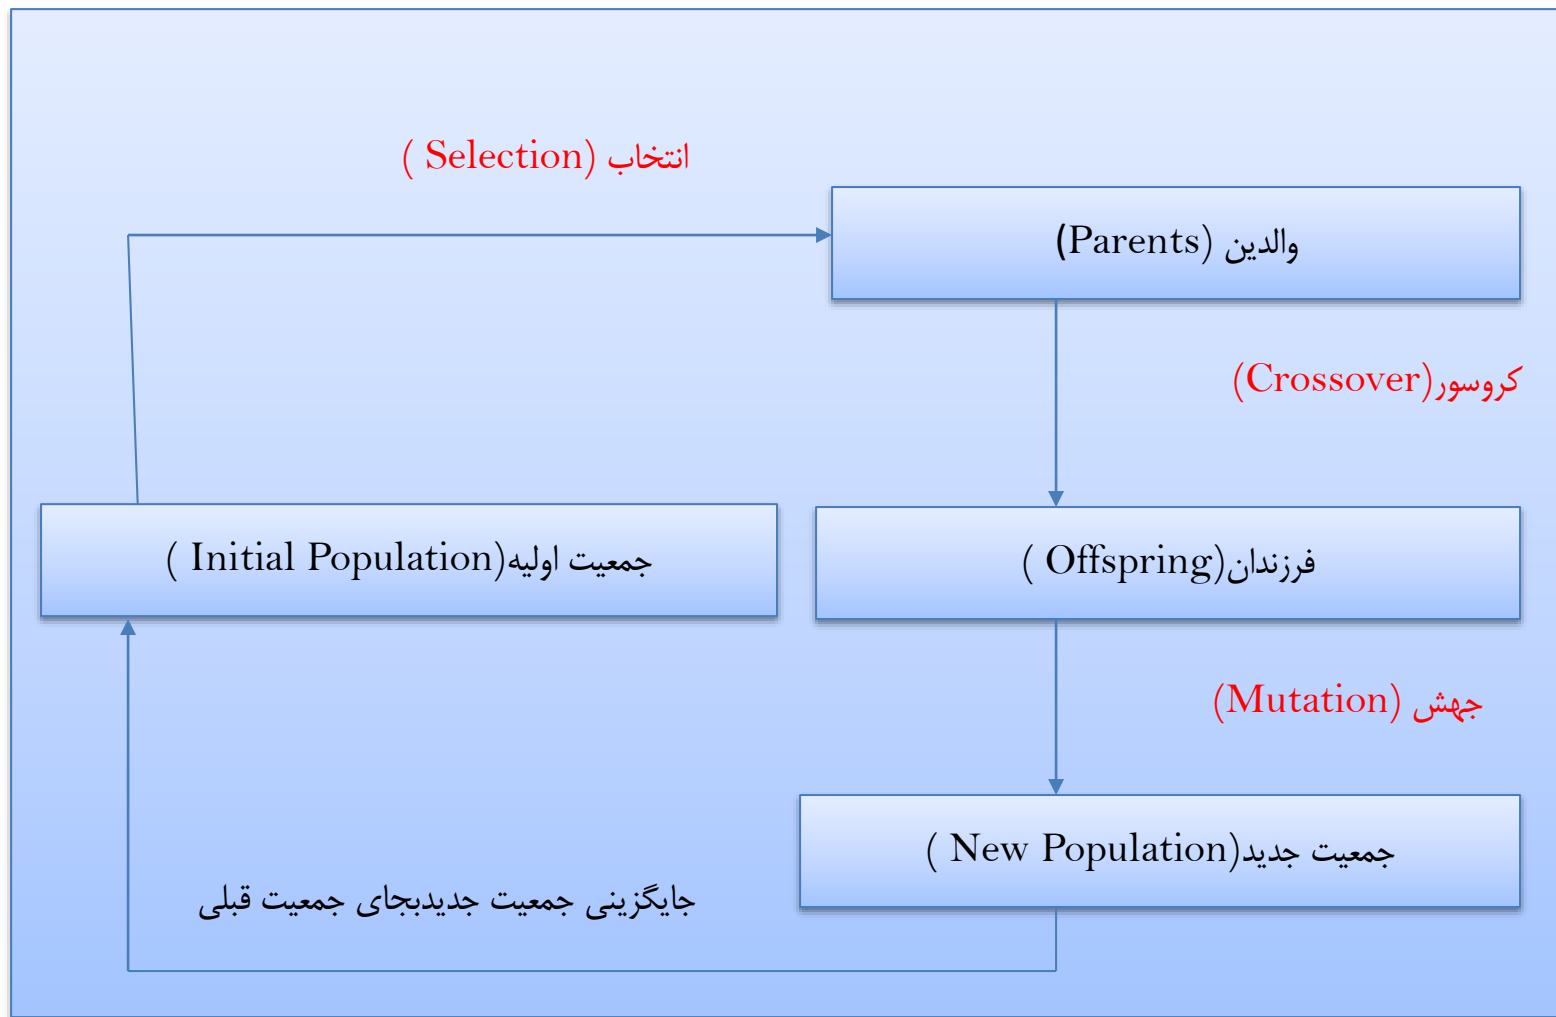 انتخاب (Selection )
والدین (Parents)
کروسور(Crossover)
جمعیت اولیه(Initial Population )
فرزندان(Offspring )
جهش (Mutation)
جمعیت جدید(New Population )
جایگزینی جمعیت جدیدبجای جمعیت قبلی